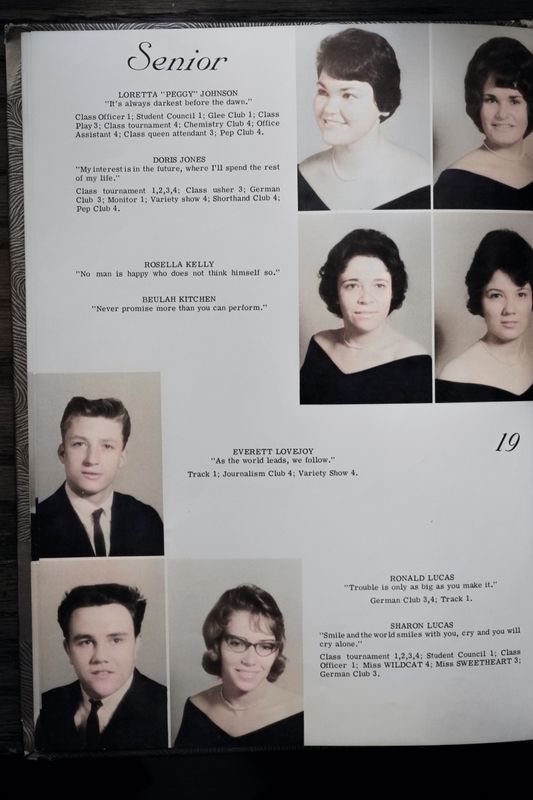 Senior
LORETTA "PEGGY" JOHNSON
"It's always darkest before the dawn."
Class Officer 1; Student Council 1; Glee Club 1; Class
Play 3; Class tournament 4; Chemistry Club 4; Office
Assistant 4; Class queen attendant 3; Pep Club 4.
DORIS JONES
"My interest is in the future, where I'll spend the rest
of my life."
Class tournament 1,2,3,4; Class usher 3; German
Club 3; Monitor 1; Variety show 4; Shorthand Club 4;
Pep Club 4.
ROSELLA KELLY
"No man is happy who does not think himself so."
BEULAH KITCHEN
"Never promise more than you can perform."
19
EVERETT LOVEJOY
"As the world leads, we follow."
Track 1; Journalism Club 4; Variety Show 4.
RONALD LUCAS
"Trouble is only as big as you make it."
German Club 3,4; Track 1.
SHARON LUCAS
"Smile and the world smiles with you, cry and you will
cry alone."
Class tournament 1,2,3,4; Student Council 1; Class
Officer 1; Miss WILDCAT 4; Miss SWEETHEART 3;
German Club 3.